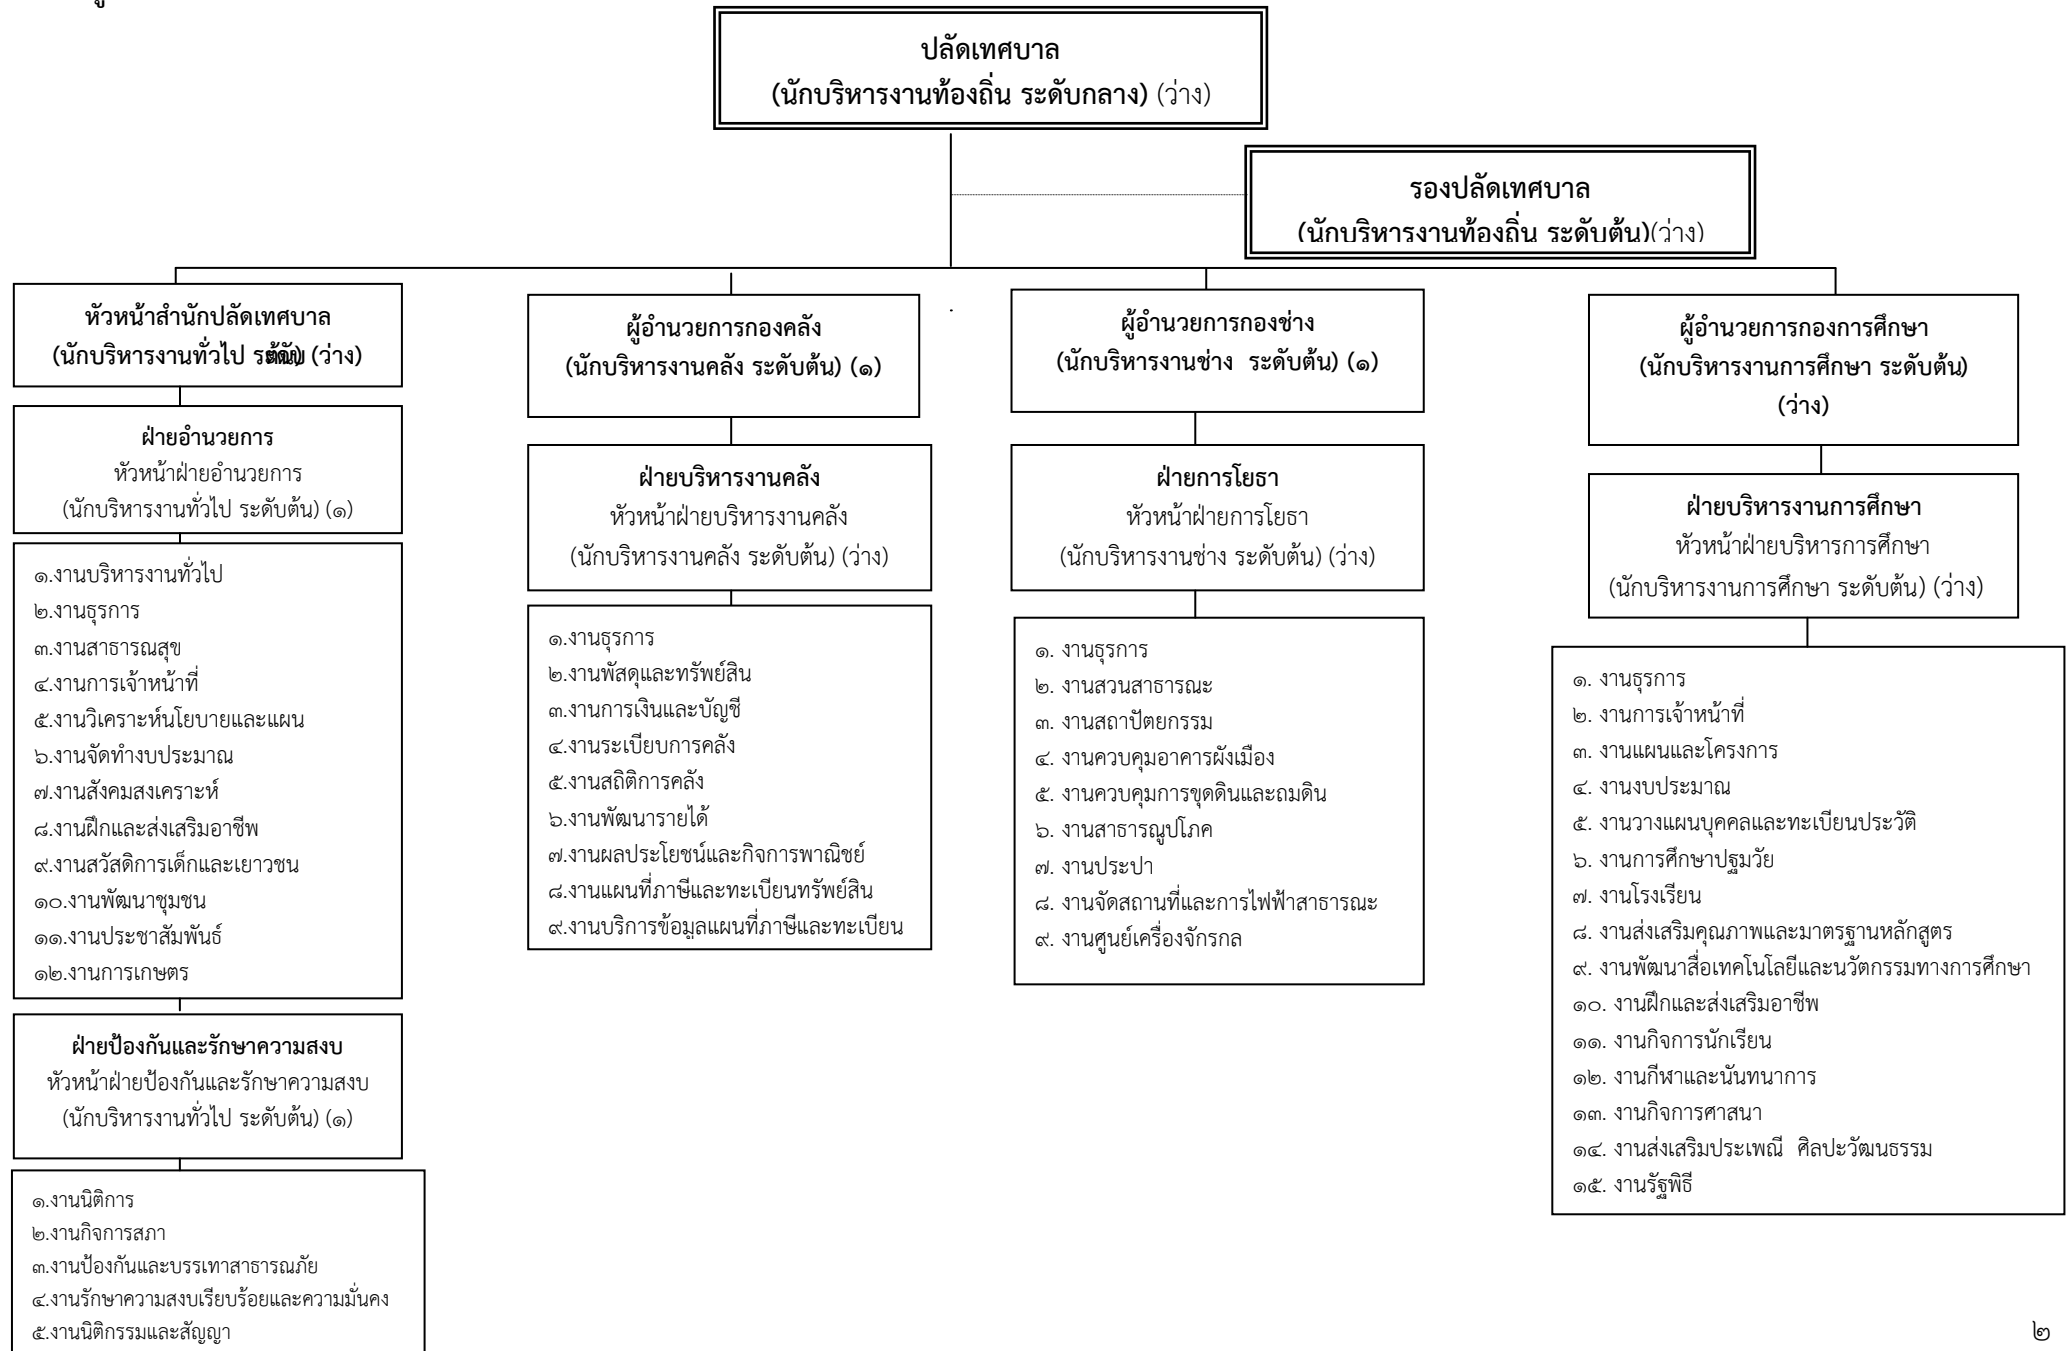 ปลัดเทศบาล
(นักบริหารงานท้องถิ่น ระดับกลาง) (ว่าง)
รองปลัดเทศบาล
(นักบริหารงานท้องถิ่น ระดับต้น)(ว่าง)
หัวหน้าสำนักปลัดเทศบาล
(นักบริหารงานทั่วไป ระดับต้น) (ว่าง)
ฝ่ายอำนวยการ
หัวหน้าฝ่ายอำนวยการ
(นักบริหารงานทั่วไป ระดับต้น) (๑)
๑.งานบริหารงานทั่วไป
๒.งานธุรการ
๓.งานสาธารณสุข
๔.งานการเจ้าหน้าที่
๕.งานวิเคราะห์นโยบายและแผน
๖.งานจัดทำงบประมาณ
๗.งานสังคมสงเคราะห์
๘.งานฝึกและส่งเสริมอาชีพ
๙.งานสวัสดิการเด็กและเยาวชน
๑๐.งานพัฒนาชุมชน
๑๑.งานประชาสัมพันธ์
๑๒.งานการเกษตร
ฝ่ายป้องกันและรักษาความสงบ
หัวหน้าฝ่ายป้องกันและรักษาความสงบ
(นักบริหารงานทั่วไป ระดับต้น) (๑)
๑.งานนิติการ
๒.งานกิจการสภา
๓.งานป้องกันและบรรเทาสาธารณภัย
๔.งานรักษาความสงบเรียบร้อยและความมั่นคง
๕.งานนิติกรรมและสัญญา
ผู้อำนวยการกองคลัง
(นักบริหารงานคลัง ระดับต้น) (๑)
ฝ่ายบริหารงานคลัง
หัวหน้าฝ่ายบริหารงานคลัง
(นักบริหารงานคลัง ระดับต้น) (ว่าง)
๑.งานธุรการ
๒.งานพัสดุและทรัพย์สิน
๓.งานการเงินและบัญชี
๔.งานระเบียบการคลัง
๕.งานสถิติการคลัง
๖.งานพัฒนารายได้
๗.งานผลประโยชน์และกิจการพาณิชย์
๘.งานแผนที่ภาษีและทะเบียนทรัพย์สิน
๙.งานบริการข้อมูลแผนที่ภาษีและทะเบียน
ผู้อำนวยการกองช่าง
(นักบริหารงานช่าง ระดับต้น) (๑)
ฝ่ายการโยธา
หัวหน้าฝ่ายการโยธา
(นักบริหารงานช่าง ระดับต้น) (ว่าง)
๑. งานธุรการ
๒. งานสวนสาธารณะ
๓. งานสถาปัตยกรรม
๔. งานควบคุมอาคารผังเมือง
๕. งานควบคุมการขุดดินและถมดิน
๖. งานสาธารณูปโภค
๗. งานประปา
๘. งานจัดสถานที่และการไฟฟ้าสาธารณะ
๙. งานศูนย์เครื่องจักรกล
ผู้อำนวยการกองการศึกษา
(นักบริหารงานการศึกษา ระดับต้น)
(ว่าง)
ฝ่ายบริหารงานการศึกษา
หัวหน้าฝ่ายบริหารการศึกษา
(นักบริหารงานการศึกษา ระดับต้น) (ว่าง)
๑. งานธุรการ
๒. งานการเจ้าหน้าที่
๓. งานแผนและโครงการ
๔. งานงบประมาณ
๕. งานวางแผนบุคคลและทะเบียนประวัติ
๖. งานการศึกษาปฐมวัย
๗. งานโรงเรียน
๘. งานส่งเสริมคุณภาพและมาตรฐานหลักสูตร
๙. งานพัฒนาสื่อเทคโนโลยีและนวัตกรรมทางการศึกษา
๑๐. งานฝึกและส่งเสริมอาชีพ
๑๑. งานกิจการนักเรียน
๑๒. งานกีฬาและนันทนาการ
๑๓. งานกิจการศาสนา
๑๔. งานส่งเสริมประเพณี ศิลปะวัฒนธรรม
๑๕. งานรัฐพิธี
๒